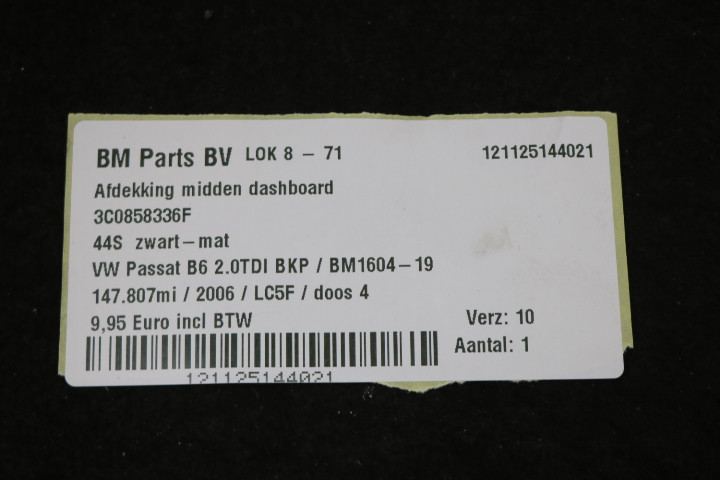 BM Parts BV LOK 8 - 71 121125144021
Afdekking midden dashboard
3C0858336F
44S zwart-mat
VW Passat B6 2.0TDI BKP / BM1604-19
147.807mi / 2006 / LC5F / doos 4
9,95 Euro incl BTW Verz: 10
Aantal: 1
121125144021